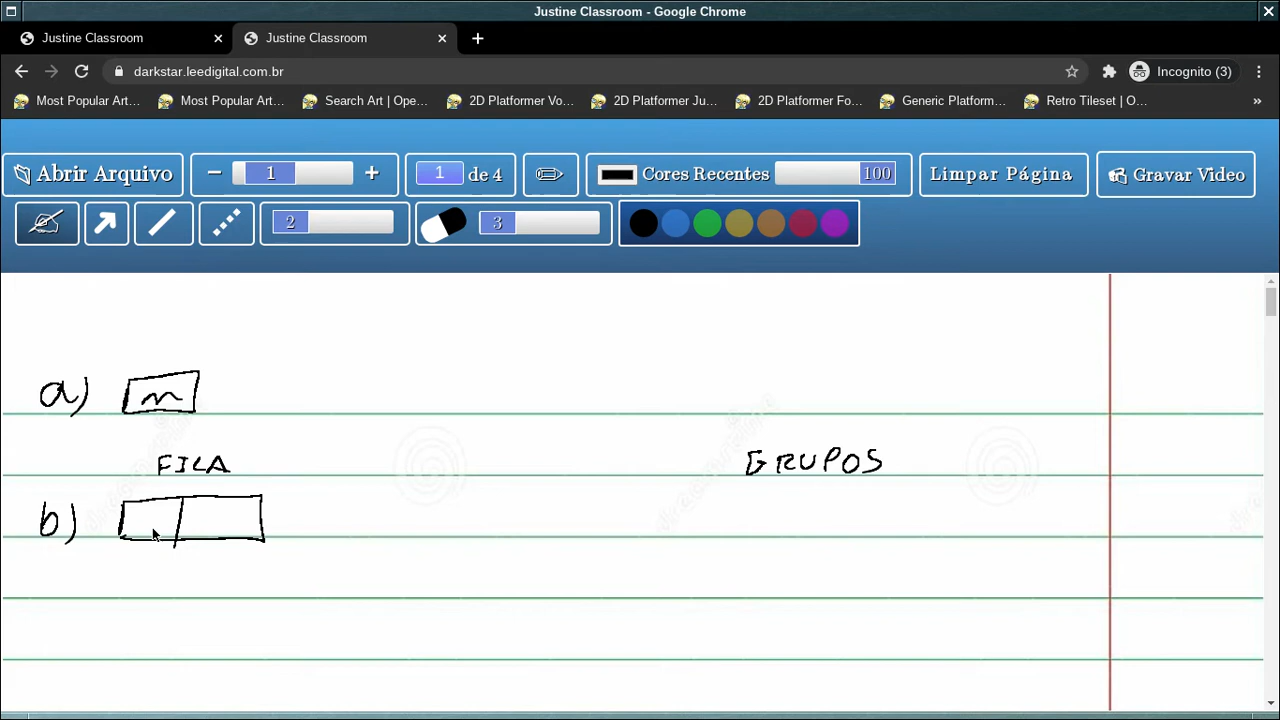 Justine Classroom - Google Chrome
Justine Classroom
Justine Classroom
darkstar.leedigital.com.br
Incognito (3)
Most Popular Art...
Most Popular Art...
Search Art | Ope...
2D Platformer Vo...
2D Platformer Ju...
2D Platformer Fo...
Generic Platform...
Retro Tileset | O...
Abrir Arquivo
− 1 +
1 de 4
Cores Recentes 100
Limpar Página
Gravar Video
2
3
a) m
FILA
GRUPOS
b)